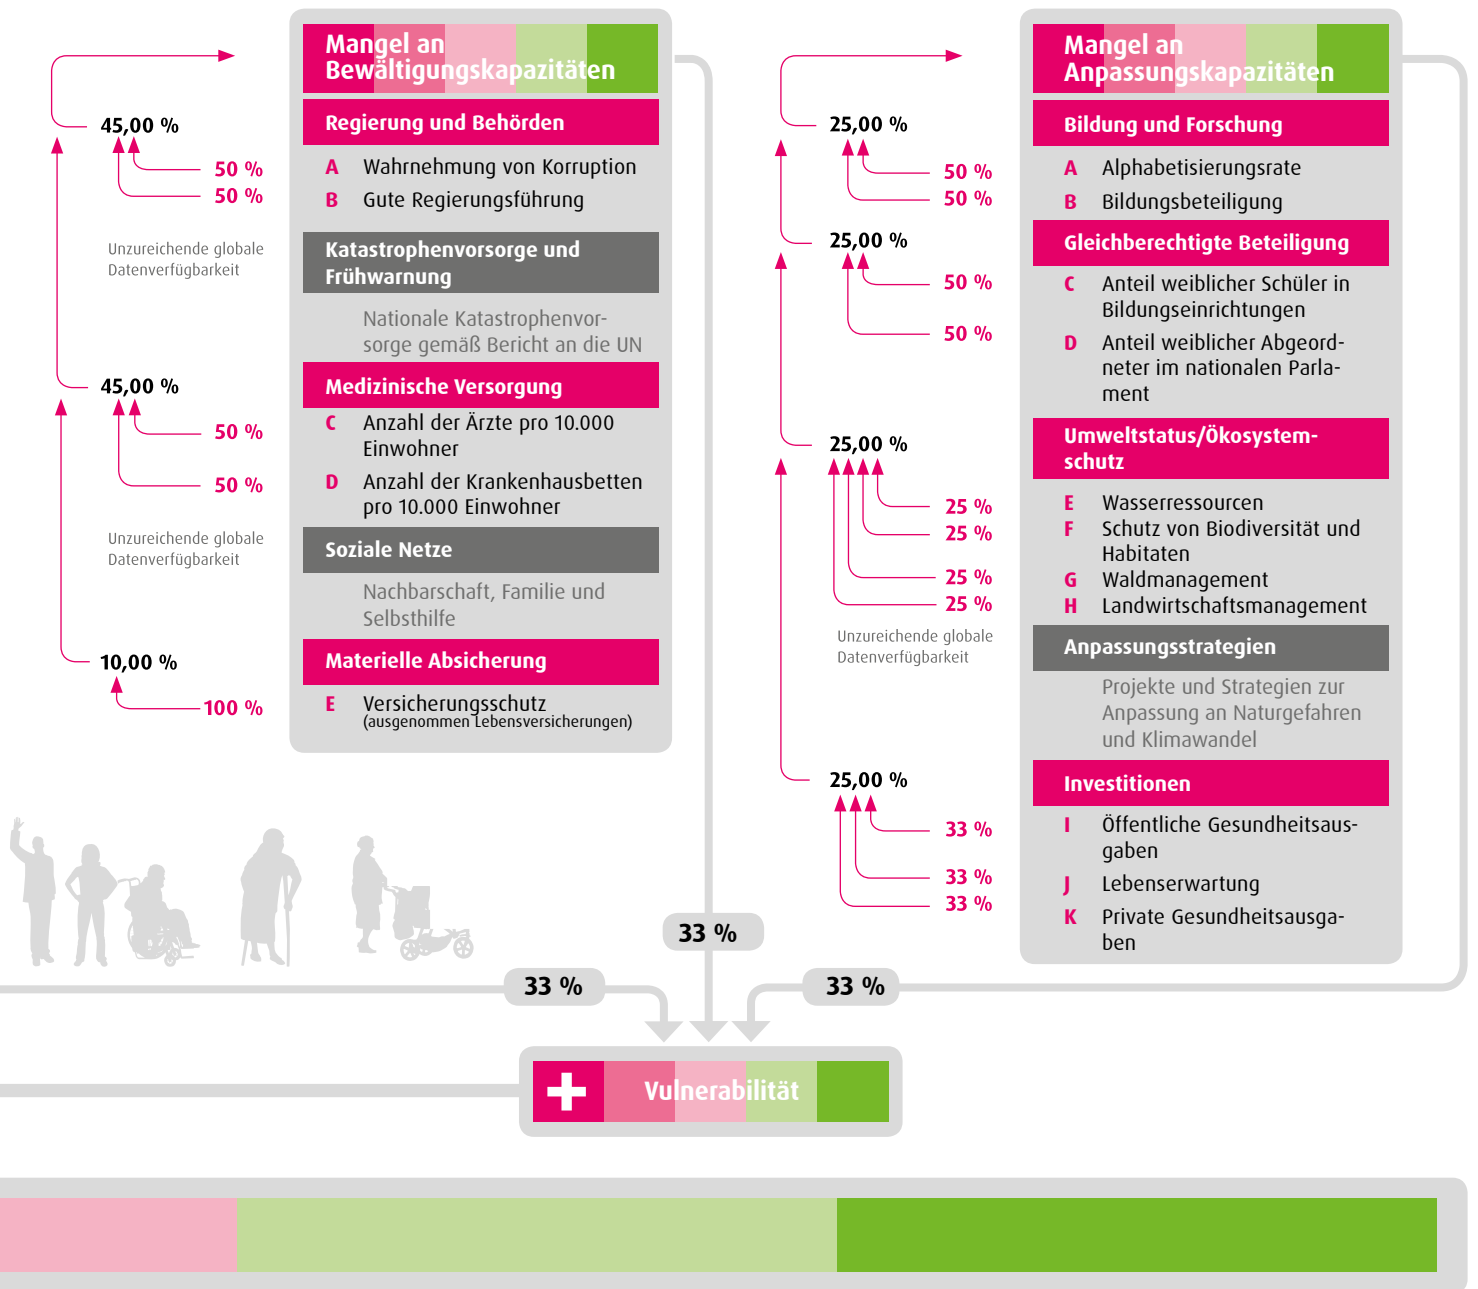 Mangel an
Bewältigungskapazitäten
45,00 %
Regierung und Behörden
50 %
A Wahrnehmung von Korruption
50 %
B Gute Regierungsführung
Unzureichende globale
Datenverfügbarkeit
Katastrophenvorsorge und
Frühwarnung
Nationale Katastrophenvor-
sorge gemäß Bericht an die UN
45,00 %
Medizinische Versorgung
50 %
C Anzahl der Ärzte pro 10.000
Einwohner
50 %
D Anzahl der Krankenhausbetten
pro 10.000 Einwohner
Unzureichende globale
Datenverfügbarkeit
Soziale Netze
Nachbarschaft, Familie und
Selbsthilfe
10,00 %
Materielle Absicherung
100 %
E Versicherungsschutz
(ausgenommen Lebensversicherungen)
Mangel an
Anpassungskapazitäten
25,00 %
Bildung und Forschung
50 %
A Alphabetisierungsrate
50 %
B Bildungsbeteiligung
25,00 %
Gleichberechtigte Beteiligung
50 %
C Anteil weiblicher Schüler in
Bildungseinrichtungen
50 %
D Anteil weiblicher Abgeord-
neter im nationalen Parla-
ment
25,00 %
Umweltstatus/Ökosystem-
schutz
25 %
E Wasserressourcen
25 %
F Schutz von Biodiversität und
Habitaten
25 %
G Waldmanagement
25 %
H Landwirtschaftsmanagement
Unzureichende globale
Datenverfügbarkeit
Anpassungsstrategien
Projekte und Strategien zur
Anpassung an Naturgefahren
und Klimawandel
25,00 %
Investitionen
33 %
I Öffentliche Gesundheitsaus-
gaben
33 %
J Lebenserwartung
33 %
K Private Gesundheitsausga-
ben
33 %
33 %
33 %
Vulnerabilität